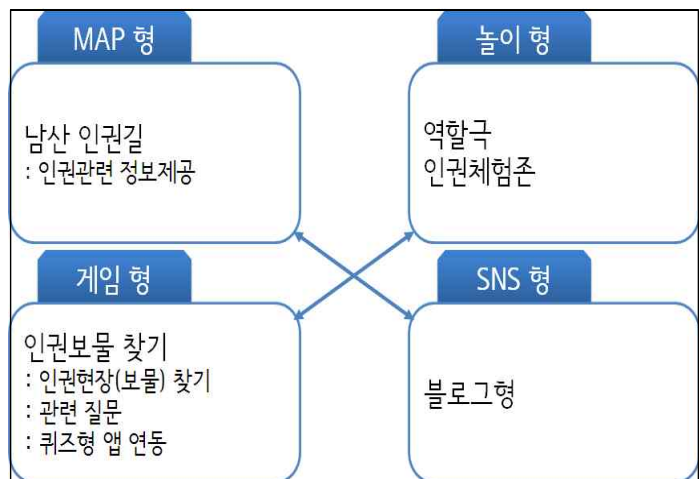 MAP 형
남산 인권길
: 인권관련 정보제공
놀이 형
역할극
인권체험존
게임 형
인권보물 찾기
: 인권현장(보물) 찾기
: 관련 질문
: 퀴즈형 앱 연동
SNS 형
블로그형